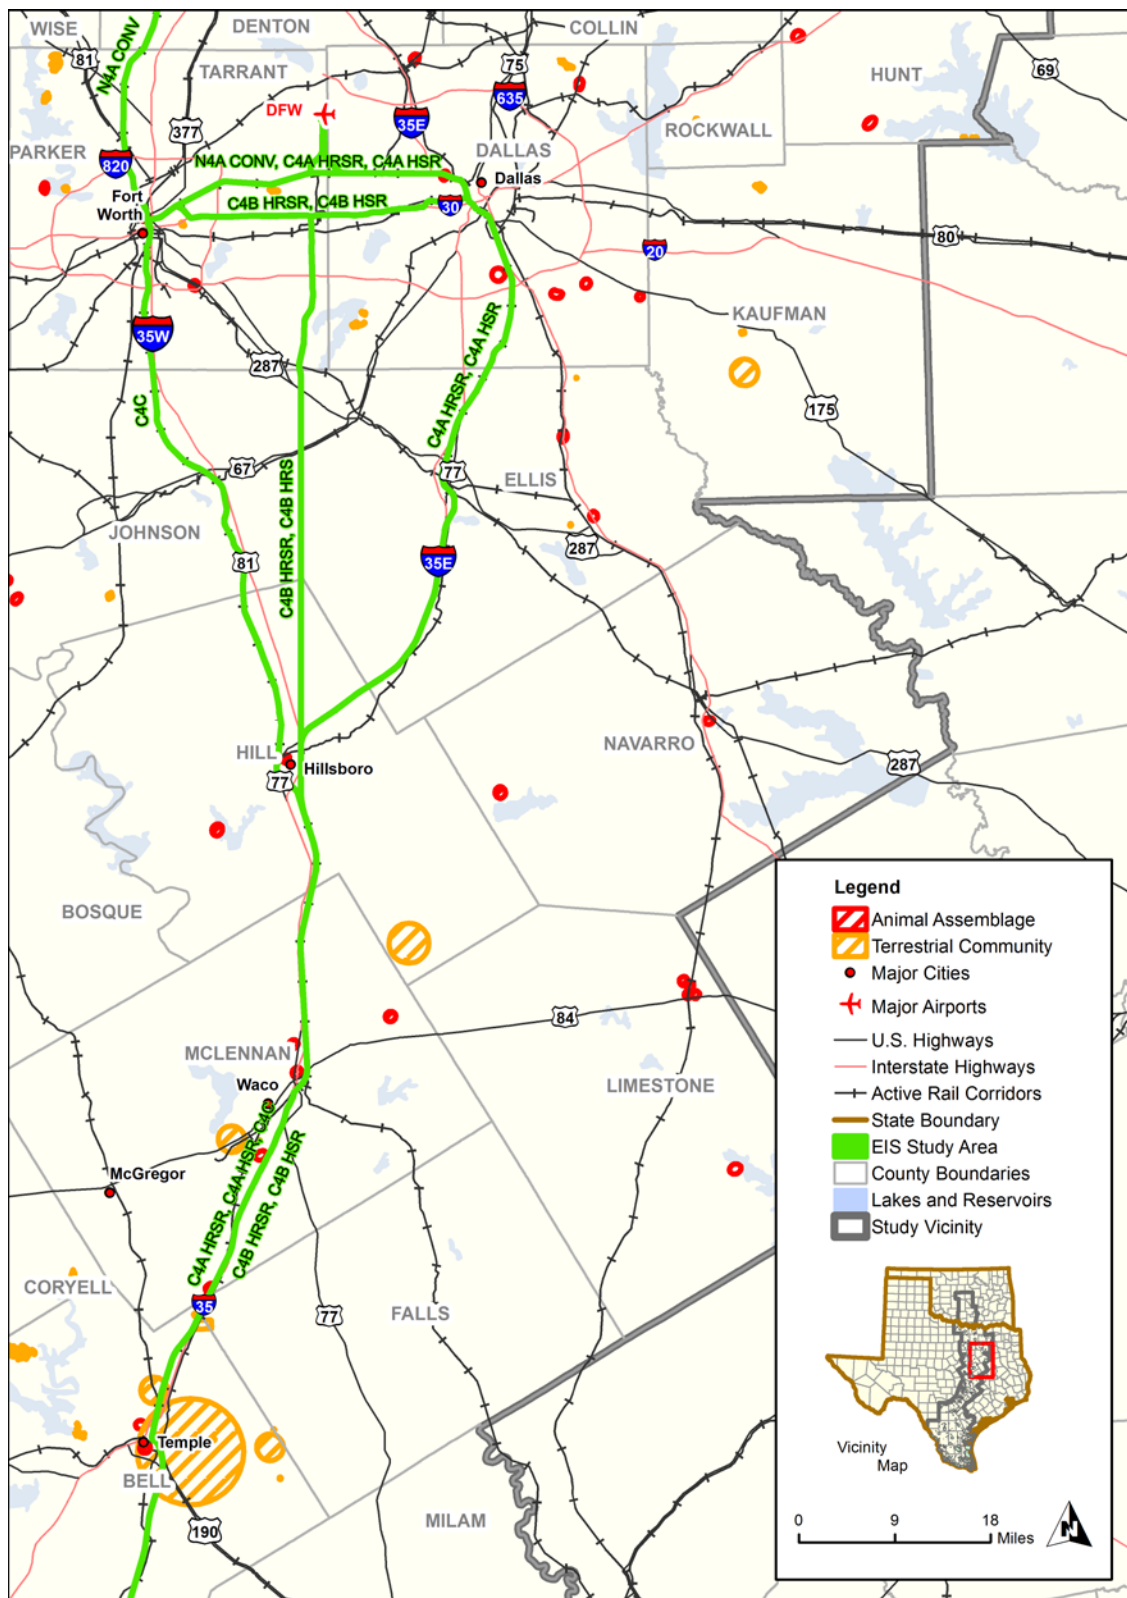 WISE
DENTON
COLLIN
N4A CONV
81
TARRANT
75
HUNT
69
DFW
635
377
35E
ROCKWALL
PARKER
820
N4A CONV, C4A HRSR, C4A HSR
DALLAS
Dallas
Fort
Worth
C4B HRSR, C4B HSR
30
80
20
35W
KAUFMAN
287
C4A HRSR, C4A HSR
C4C
175
67
77
ELLIS
JOHNSON
C4B HRSR, C4B HRS
287
81
35E
HILL
NAVARRO
Hillsboro
77
287
BOSQUE
84
MCLENNAN
Waco
LIMESTONE
McGregor
C4A HRSR, C4A HSR, C4C
C4B HRSR, C4B HSR
CORYELL
35
77
FALLS
Temple
BELL
190
MILAM
Legend
Animal Assemblage
Terrestrial Community
Major Cities
Major Airports
U.S. Highways
Interstate Highways
Active Rail Corridors
State Boundary
EIS Study Area
County Boundaries
Lakes and Reservoirs
Study Vicinity
Vicinity
Map
0 9 18
Miles
N